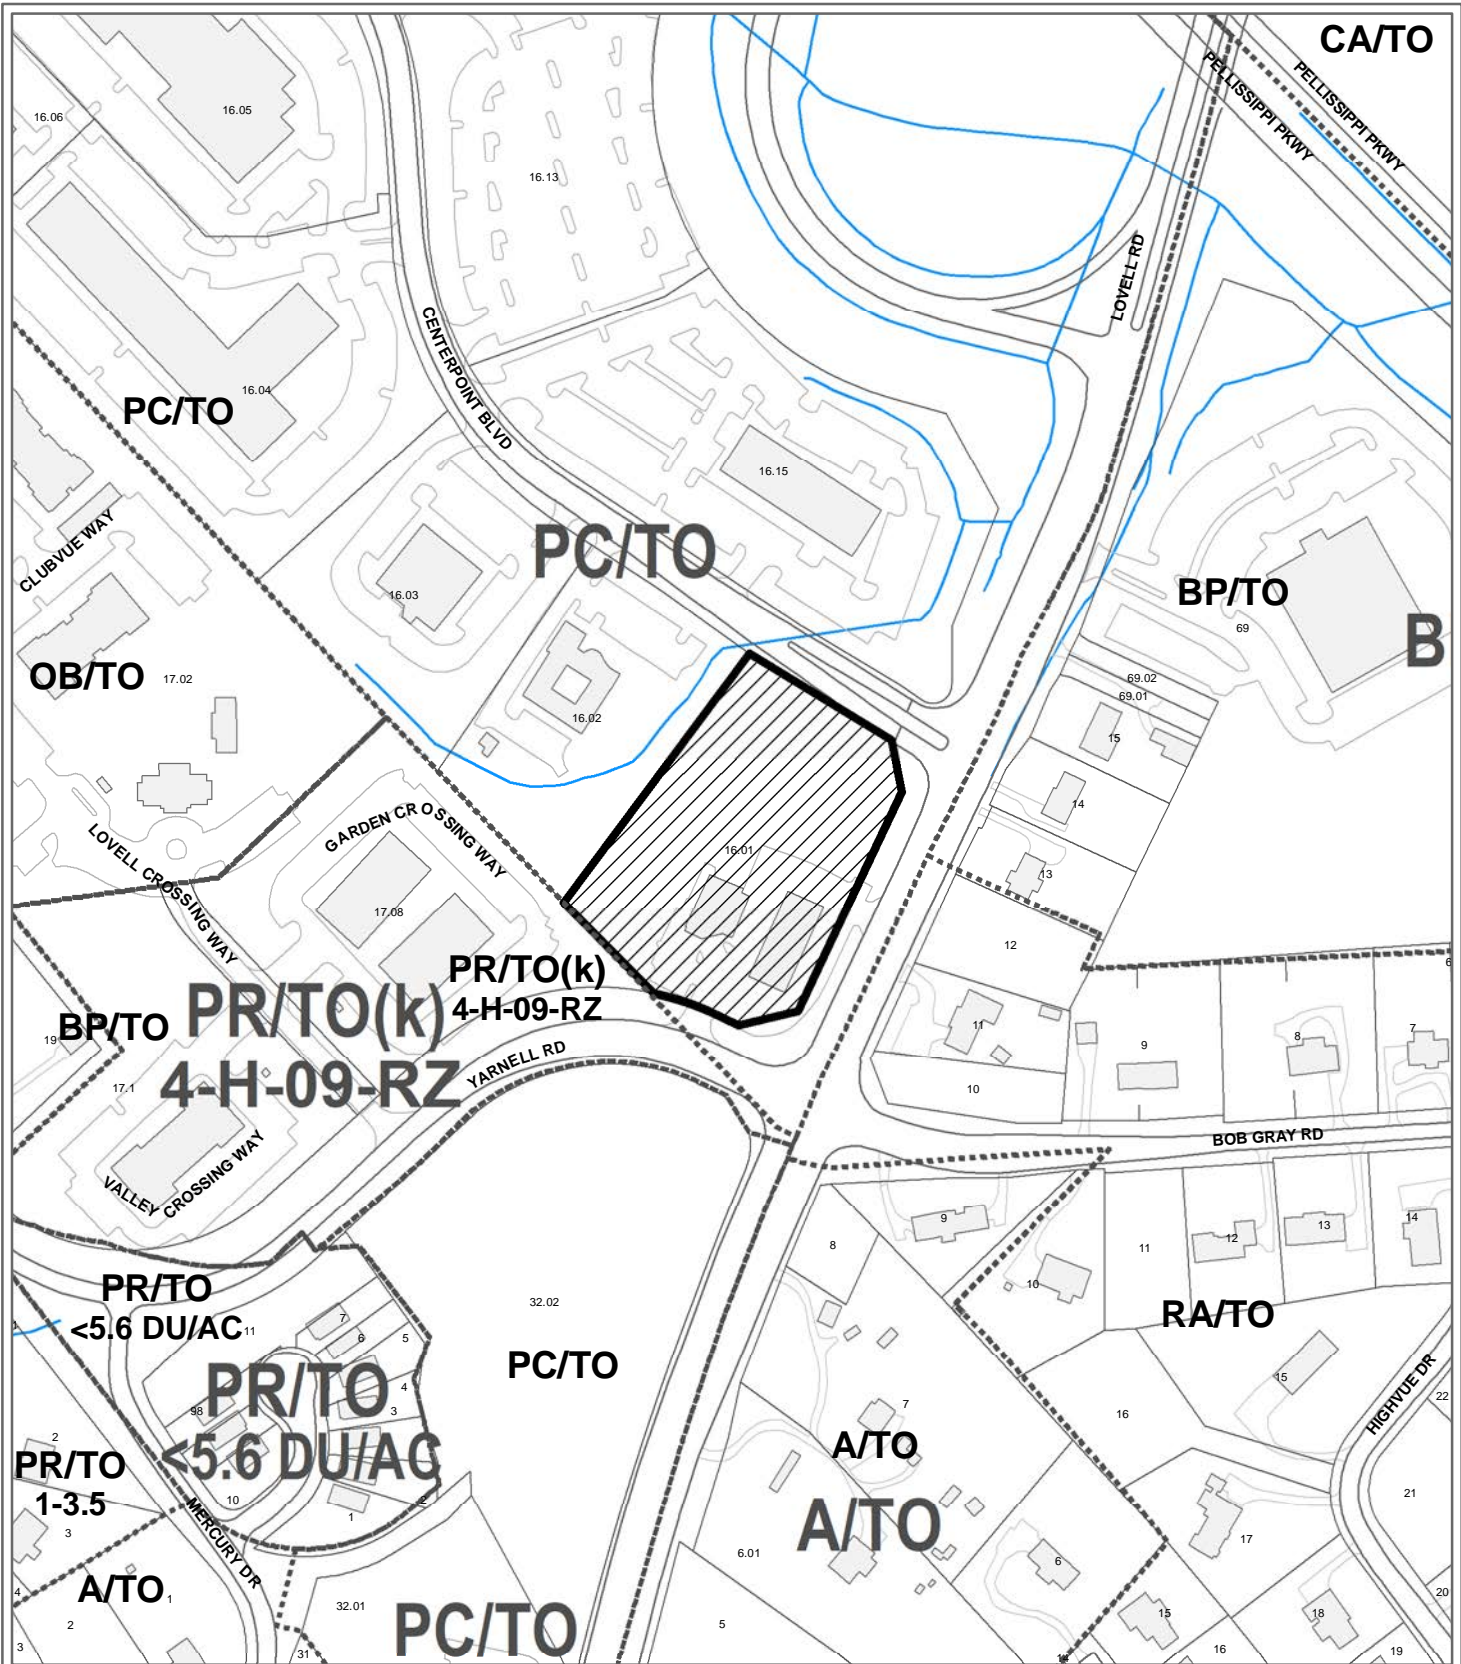 CA/TO
PELLISSIPPI PKWY
PELLISSIPPI PKWY
16.05
16.06
16.13
LOVELL RD
CENTERPOINT BLVD
16.04
PC/TO
16.15
CLUBVUE WAY
PC/TO
16.03
BP/TO
69
B
OB/TO
17.02
16.02
69.02
69.01
15
14
GARDEN CROSSING WAY
LOVELL CROSSING WAY
16.01
13
17.08
12
PR/TO(k)
4-H-09-RZ
6
PR/TO(k)
4-H-09-RZ
BP/TO
19
11
9
8
7
17.1
YARNELL RD
10
BOB GRAY RD
VALLEY CROSSING WAY
9
8
14
13
12
11
10
PR/TO
<5.6 DU/AC
11
32.02
RA/TO
7
6
5
PC/TO
PR/TO
<5.6 DU/AC
4
3
98
15
HIGHVUE DR
22
16
7
A/TO
2
PR/TO
1-3.5
3
10
2
1
MERCURY DR
21
A/TO
17
6.01
6
A/TO
1
4
2
3
32.01
PC/TO
31
5
15
18
20
16
19
14